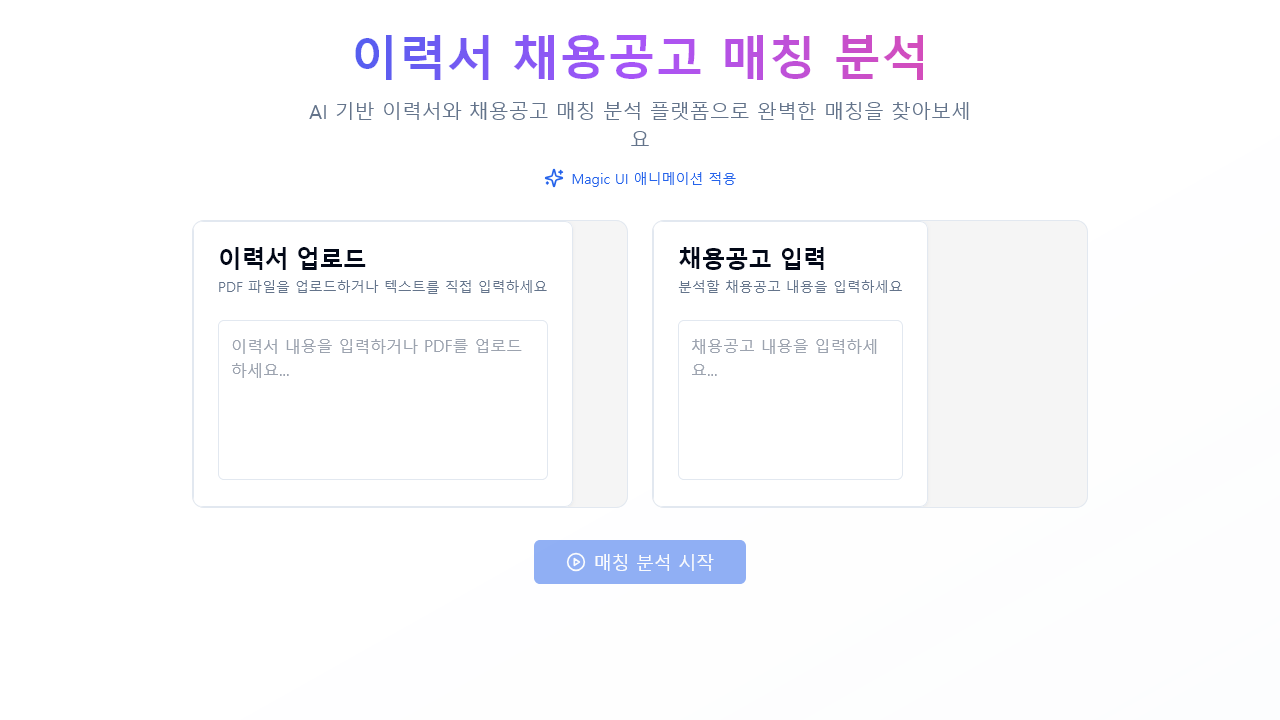 이력서 채용공고 매칭 분석
AI 기반 이력서와 채용공고 매칭 분석 플랫폼으로 완벽한 매칭을 찾아보세
요
Magic UI 애니메이션 적용
이력서 업로드
PDF 파일을 업로드하거나 텍스트를 직접 입력하세요
이력서 내용을 입력하거나 PDF를 업로드
하세요...
채용공고 입력
분석할 채용공고 내용을 입력하세요
채용공고 내용을 입력하세
요...
매칭 분석 시작